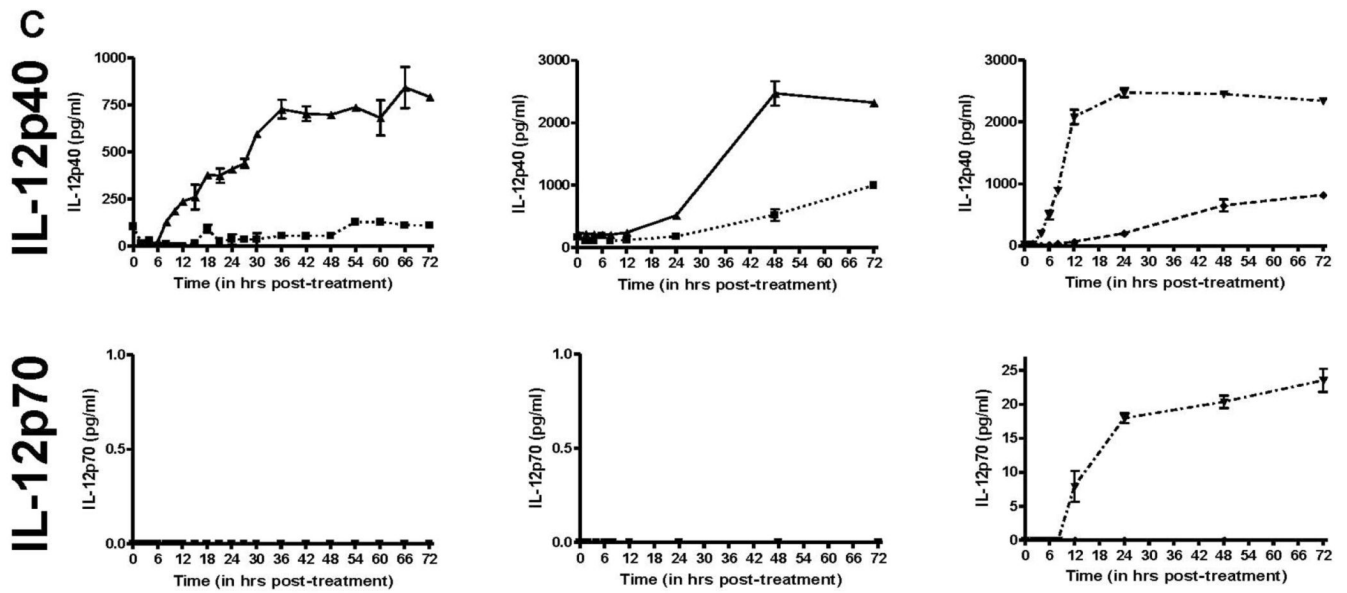 C
IL-12p40
IL-12p40 (pg/ml)
1000
750
500
250
0
0 6 12 18 24 30 36 42 48 54 60 66 72
Time (in hrs post-treatment)
IL-12p40 (pg/ml)
3000
2000
1000
0
0 6 12 18 24 30 36 42 48 54 60 66 72
Time (in hrs post-treatment)
IL-12p40 (pg/ml)
3000
2000
1000
0
0 6 12 18 24 30 36 42 48 54 60 66 72
Time (in hrs post-treatment)
IL-12p70
IL-12p70 (pg/ml)
1.0
0.5
0.0
0 6 12 18 24 30 36 42 48 54 60 66 72
Time (in hrs post-treatment)
IL-12p70 (pg/ml)
1.0
0.5
0.0
0 6 12 18 24 30 36 42 48 54 60 66 72
Time (in hrs post-treatment)
IL-12p70 (pg/ml)
25
20
15
10
5
0
0 6 12 18 24 30 36 42 48 54 60 66 72
Time (in hrs post-treatment)